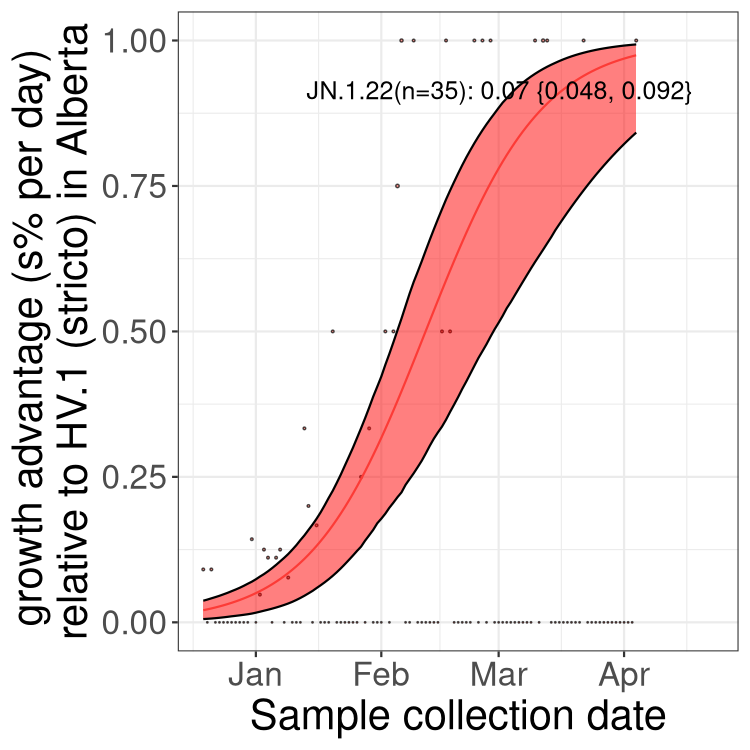 growth advantage (s% per day)
relative to HV.1 (stricto) in Alberta
1.00
0.75
0.50
0.25
0.00
JN.1.22(n=35): 0.07 {0.048, 0.092}
Jan
Feb
Mar
Apr
Sample collection date